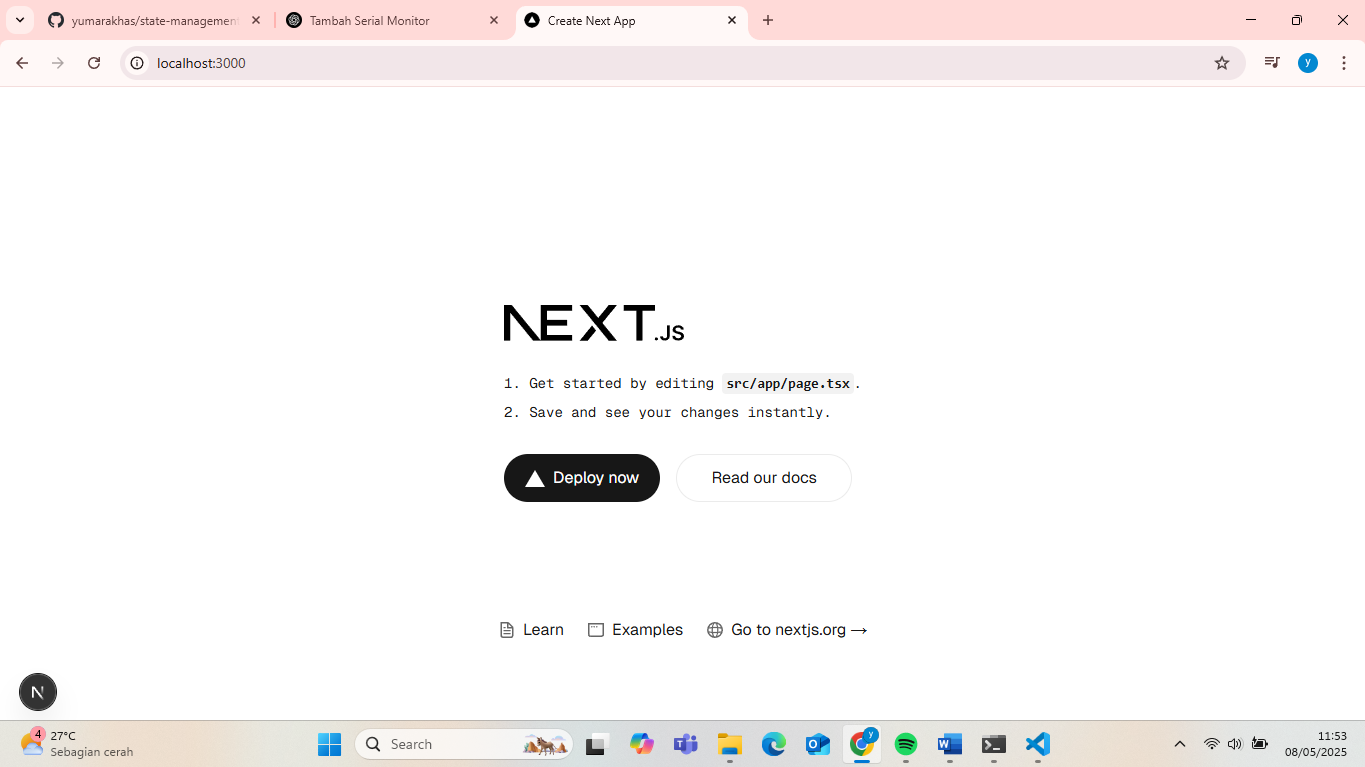 yumarakhas/state-management
Tambah Serial Monitor
Create Next App
localhost:3000
y
NEXT.JS
1. Get started by editing src/app/page.tsx.
2. Save and see your changes instantly.
Deploy now
Read our docs
Learn
Examples
Go to nextjs.org →
N
4
27°C
Sebagian cerah
Search
y
11:53
08/05/2025